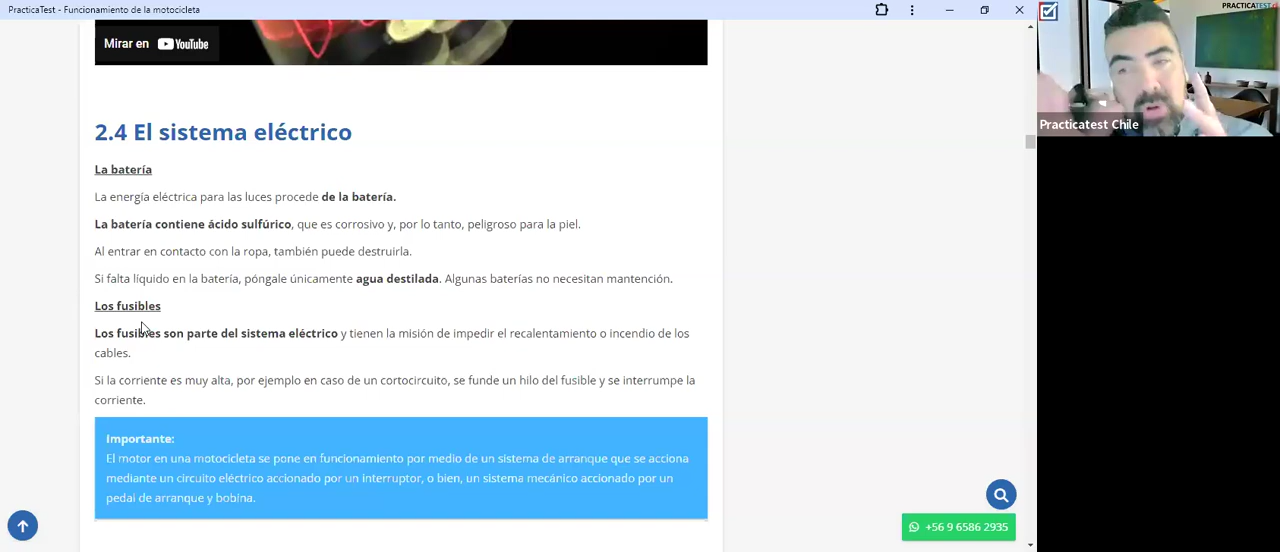 PracticaTest - Funcionamiento de la motocicleta
Mirar en YouTube
PRACTICATEST
Practicatest Chile
2.4 El sistema eléctrico
La batería
La energía eléctrica para las luces procede de la batería.
La batería contiene ácido sulfúrico, que es corrosivo y, por lo tanto, peligroso para la piel.
Al entrar en contacto con la ropa, también puede destruirla.
Si falta líquido en la batería, póngale únicamente agua destilada. Algunas baterías no necesitan mantención.
Los fusibles
Los fusibles son parte del sistema eléctrico y tienen la misión de impedir el recalentamiento o incendio de los
cables.
Si la corriente es muy alta, por ejemplo en caso de un cortocircuito, se funde un hilo del fusible y se interrumpe la
corriente.
Importante:
El motor en una motocicleta se pone en funcionamiento por medio de un sistema de arranque que se acciona
mediante un circuito eléctrico accionado por un interruptor, o bien, un sistema mecánico accionado por un
pedal de arranque y bobina.
+56 9 6586 2935